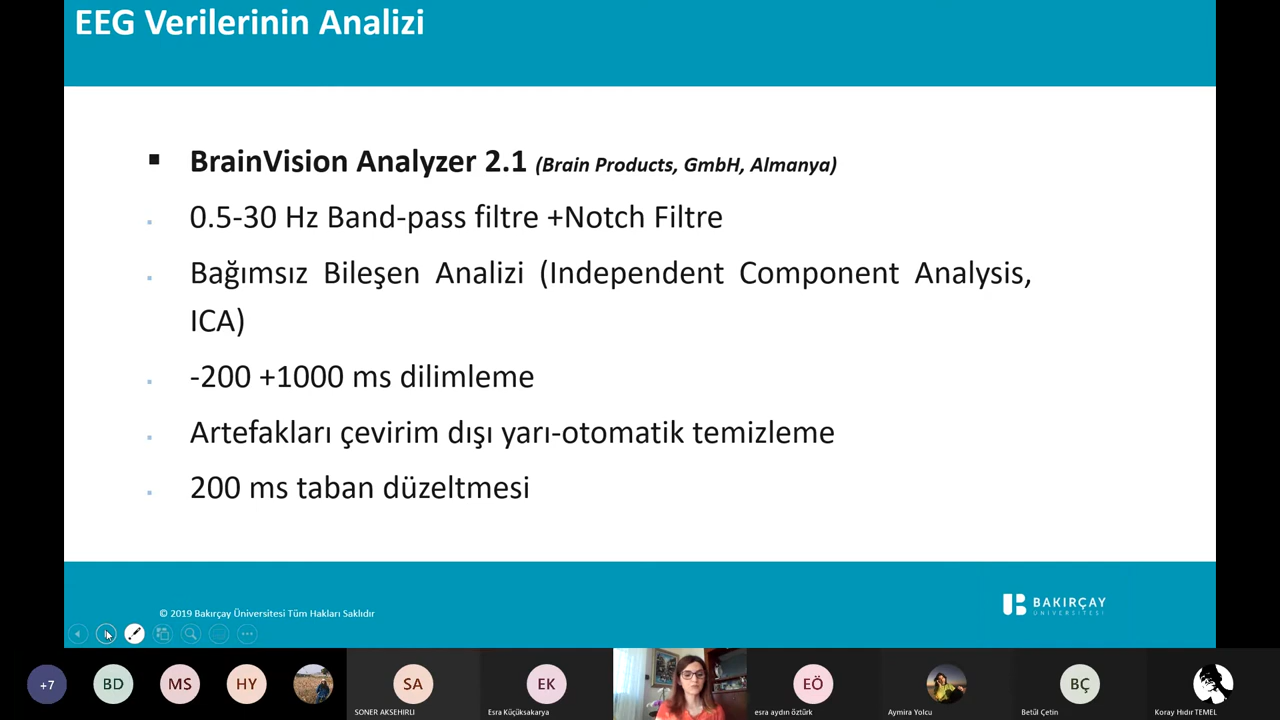 EEG Verilerinin Analizi
BrainVision Analyzer 2.1 (Brain Products, GmbH, Almanya)
0.5-30 Hz Band-pass filtre +Notch Filtre
Bağımsız Bileşen Analizi (Independent Component Analysis,
ICA)
-200 +1000 ms dilimleme
Artefakları çevirim dışı yarı-otomatik temizleme
200 ms taban düzeltmesi
© 2019 Bakırçay Üniversitesi Tüm Hakları Saklıdır
BAKIRÇAY
ÜNİVERSİTESİ
+7
BD
MS
HY
SA
EK
EÖ
BÇ
SONER AKSEHIRLI
Esra Küçüksakarya
esra aydın öztürk
Aymira Yolcu
Betül Çetin
Koray Hıdır TEMEL